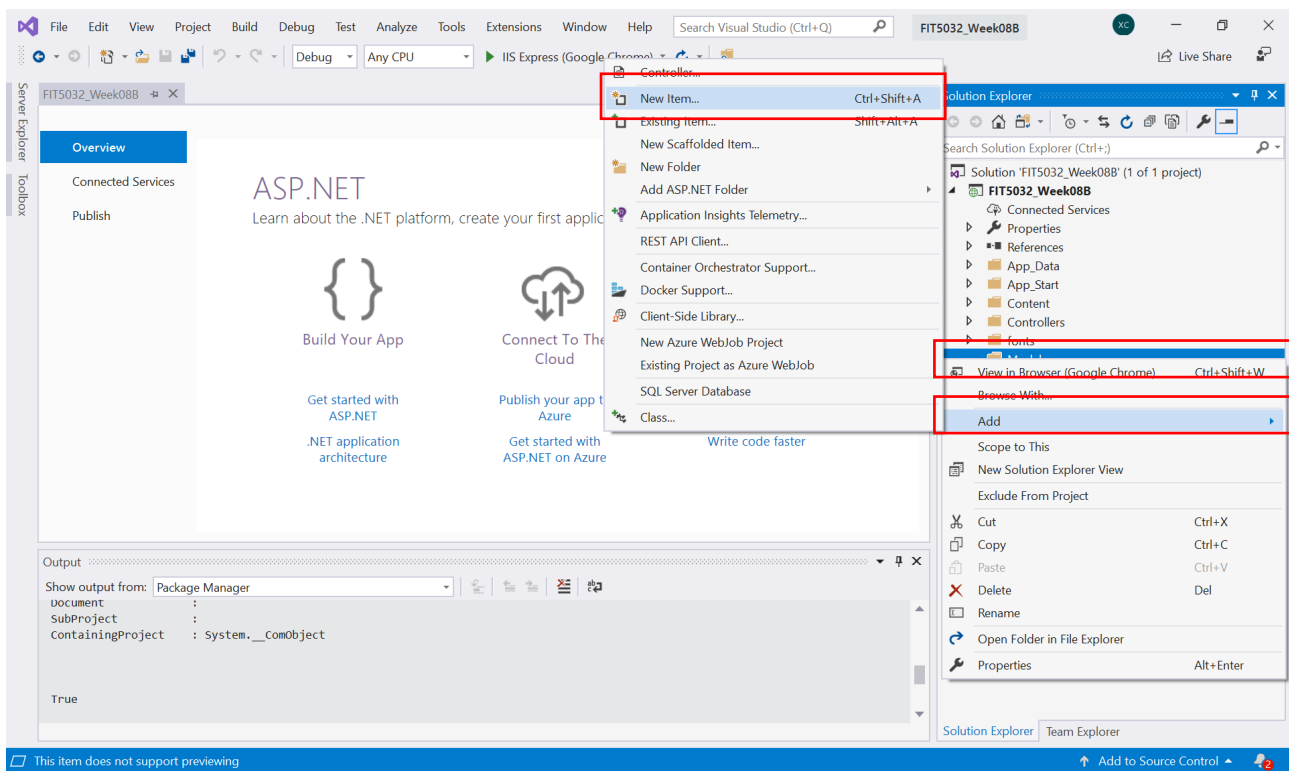 File Edit View Project Build Debug Test Analyze Tools Extensions Window Help Search Visual Studio (Ctrl+Q) FIT5032_Week08B XC
Debug Any CPU IIS Express (Google Chrome) Live Share
Server Explorer
Toolbox
FIT5032_Week08B
Overview
Connected Services
Publish
ASP.NET
Learn about the .NET platform, create your first applic
Build Your App
Connect To The
Cloud
Get started with
ASP.NET
.NET application
architecture
Publish your app t
Azure
Get started with
ASP.NET on Azure
Write code faster
Controller...
New Item... Ctrl+Shift+A
Existing Item... Shift+Alt+A
New Scaffolded Item...
New Folder
Add ASP.NET Folder
Application Insights Telemetry...
REST API Client...
Container Orchestrator Support...
Docker Support...
Client-Side Library...
New Azure WebJob Project
Existing Project as Azure WebJob
SQL Server Database
Class...
Solution Explorer
Search Solution Explorer (Ctrl+;)
Solution 'FIT5032_Week08B' (1 of 1 project)
FIT5032_Week08B
Connected Services
Properties
References
App_Data
App_Start
Content
Controllers
fonts
View in Browser (Google Chrome) Ctrl+Shift+W
Browse With...
Add
Scope to This
New Solution Explorer View
Exclude From Project
Cut Ctrl+X
Copy Ctrl+C
Paste Ctrl+V
Delete Del
Rename
Open Folder in File Explorer
Properties Alt+Enter
Solution Explorer Team Explorer
Output
Show output from: Package Manager
Document :
SubProject :
ContainingProject : System.__ComObject
True
This item does not support previewing Add to Source Control 2